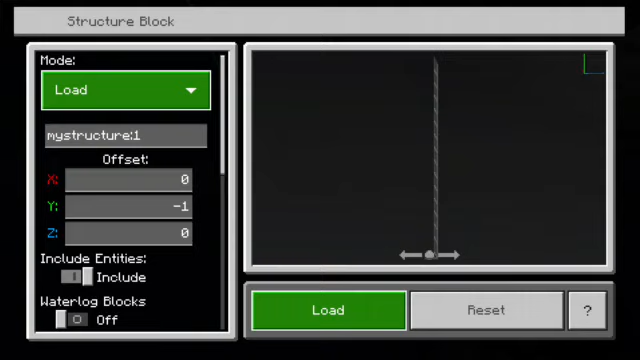 Structure Block
Mode:
Load
mystructure:1
Offset:
X: 0
Y: -1
Z: 0
Include Entities:
Include
Waterlog Blocks
Off
Load
Reset
?